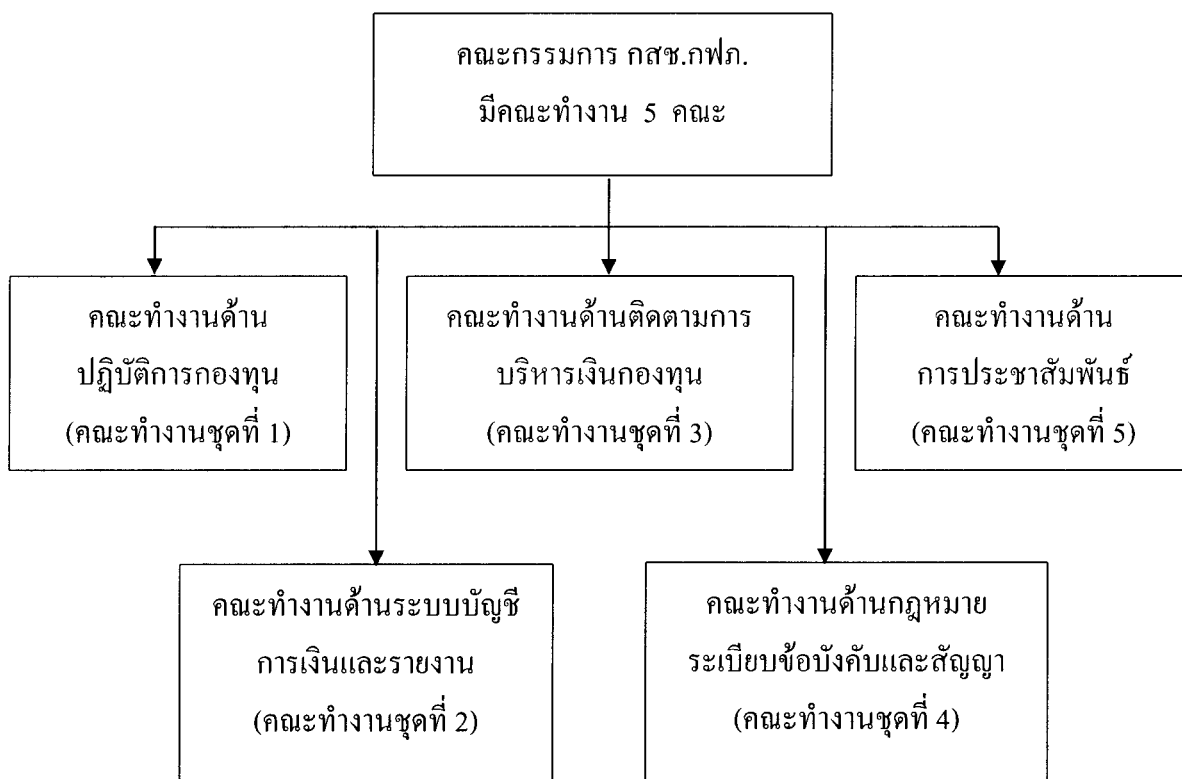 คณะกรรมการ กสช.กฟภ.
มีคณะทำงาน 5 คณะ
คณะทำงานด้าน
ปฏิบัติการกองทุน
(คณะทำงานชุดที่ 1)
คณะทำงานด้านติดตามการ
บริหารเงินกองทุน
(คณะทำงานชุดที่ 3)
คณะทำงานด้าน
การประชาสัมพันธ์
(คณะทำงานชุดที่ 5)
คณะทำงานด้านระบบบัญชี
การเงินและรายงาน
(คณะทำงานชุดที่ 2)
คณะทำงานด้านกฎหมาย
ระเบียบข้อบังคับและสัญญา
(คณะทำงานชุดที่ 4)